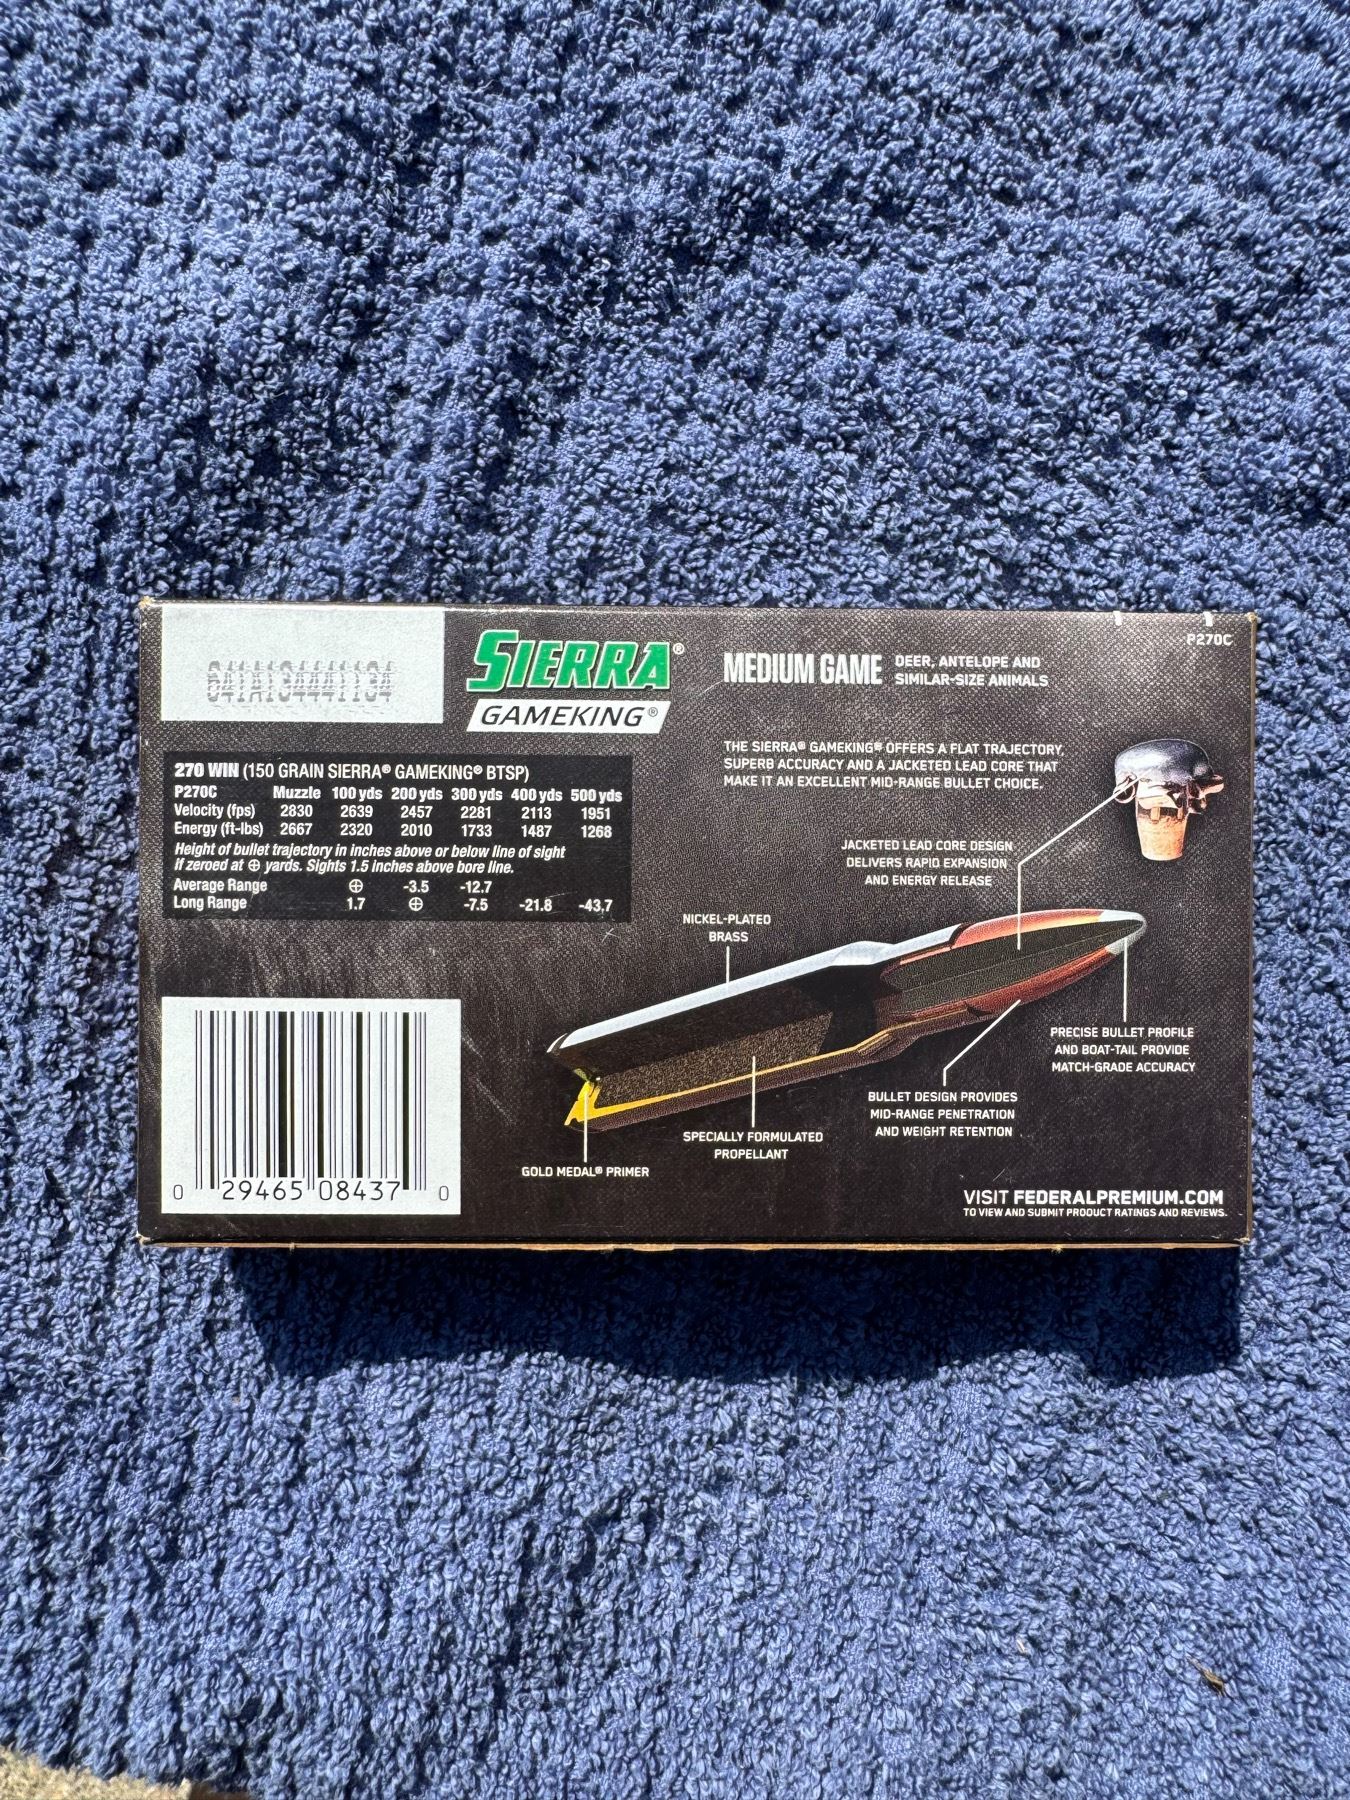 P270C
SIERRA®
GAMEKING®
MEDIUM GAME DEER, ANTELOPE AND
SIMILAR-SIZE ANIMALS
THE SIERRA® GAMEKING® OFFERS A FLAT TRAJECTORY,
SUPERB ACCURACY AND A JACKETED LEAD CORE THAT
MAKE IT AN EXCELLENT MID-RANGE BULLET CHOICE.
270 WIN (150 GRAIN SIERRA® GAMEKING® BTSP)
P270C Muzzle 100 yds 200 yds 300 yds 400 yds 500 yds
Velocity (fps) 2830 2639 2457 2281 2113 1951
Energy (ft-lbs) 2667 2320 2010 1733 1487 1268
Height of bullet trajectory in inches above or below line of sight
if zeroed at ⊕ yards. Sights 1.5 inches above bore line.
Average Range ⊕ -3.5 -12.7
Long Range 1.7 ⊕ -7.5 -21.8 -43.7
JACKETED LEAD CORE DESIGN
DELIVERS RAPID EXPANSION
AND ENERGY RELEASE
NICKEL-PLATED
BRASS
PRECISE BULLET PROFILE
AND BOAT-TAIL PROVIDE
MATCH-GRADE ACCURACY
BULLET DESIGN PROVIDES
MID-RANGE PENETRATION
AND WEIGHT RETENTION
SPECIALLY FORMULATED
PROPELLANT
GOLD MEDAL® PRIMER
0 29465 08437 0
VISIT FEDERALPREMIUM.COM
TO VIEW AND SUBMIT PRODUCT RATINGS AND REVIEWS.